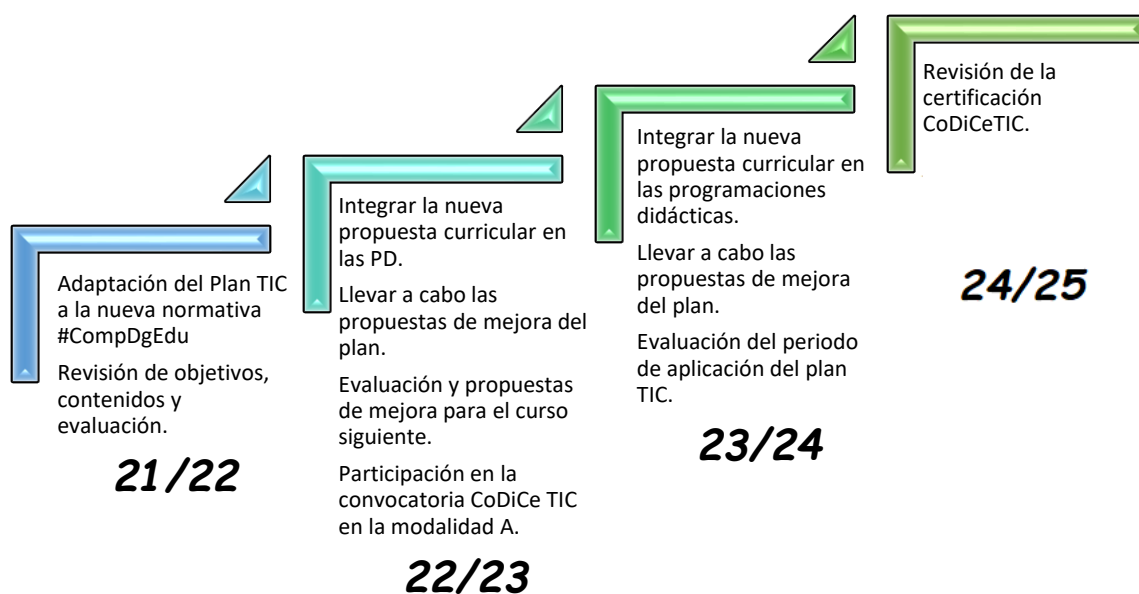 Adaptación del Plan TIC
a la nueva normativa
#CompDgEdu
Revisión de objetivos,
contenidos y
evaluación.
21/22
Integrar la nueva
propuesta curricular en
las PD.
Llevar a cabo las
propuestas de mejora del
plan.
Evaluación y propuestas
de mejora para el curso
siguiente.
Participación en la
convocatoria CoDiCe TIC
en la modalidad A.
22/23
Integrar la nueva
propuesta curricular en
las programaciones
didácticas.
Llevar a cabo las
propuestas de mejora
del plan.
Evaluación del periodo
de aplicación del plan
TIC.
23/24
Revisión de la
certificación
CoDiCeTIC.
24/25